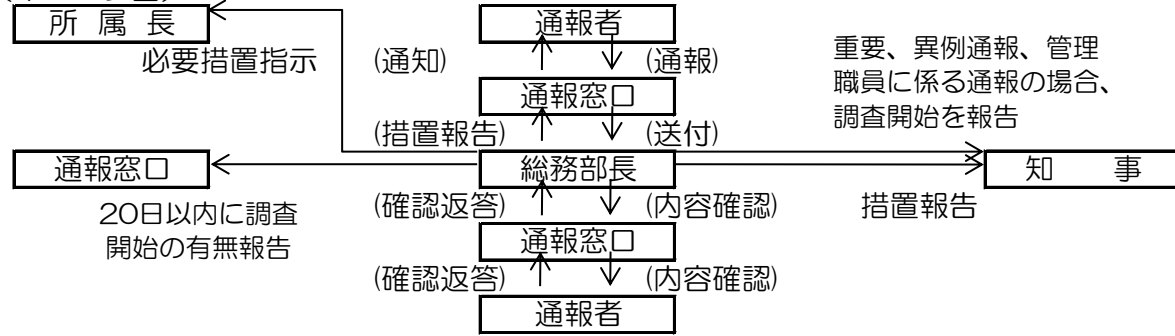 所 属 長
通報者
必要措置指示
(通知)
(通報)
重要、異例通報、管理
職員に係る通報の場合、
調査開始を報告
通報窓口
(措置報告)
(送付)
通報窓口
総務部長
知 事
20日以内に調査
開始の有無報告
(確認返答)
(内容確認)
措置報告
通報窓口
(確認返答)
(内容確認)
通報者